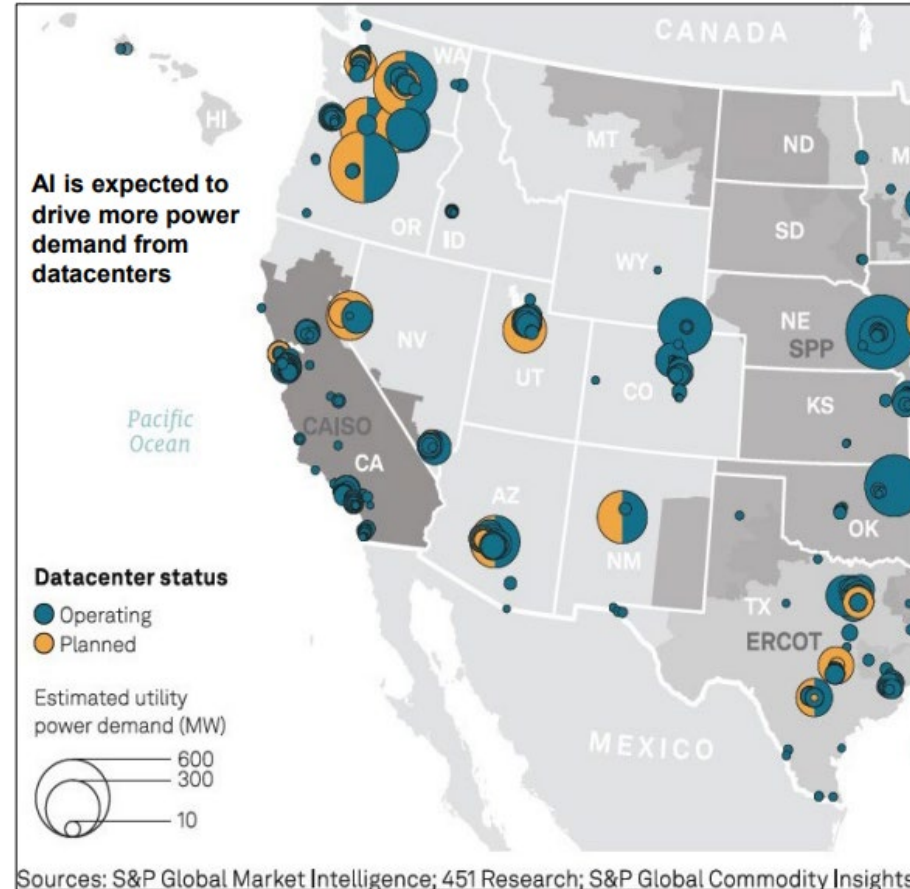 CANADA
WA
HI
MT
ND
M
AI is expected to
drive more power
demand from
datacenters
OR
ID
SD
WY
NV
NE
SPP
UT
CO
KS
Pacific
Ocean
CAISO
CA
AZ
NM
OK
TX
ERCOT
Datacenter status
Operating
Planned
Estimated utility
power demand (MW)
600
300
10
MEXICO
Sources: S&P Global Market Intelligence; 451 Research; S&P Global Commodity Insights